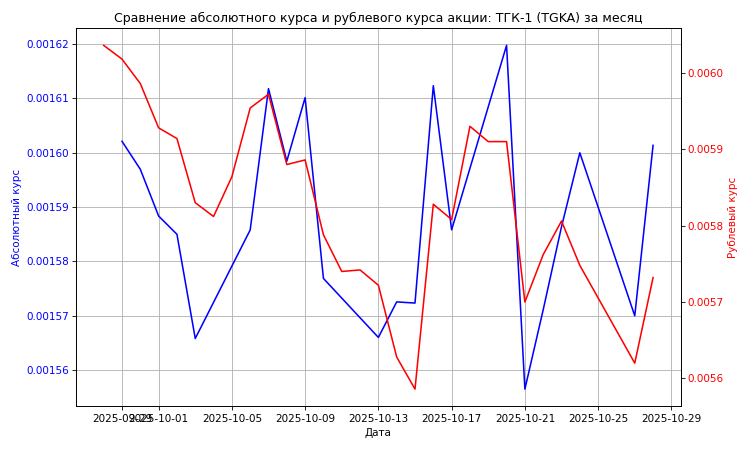 Сравнение абсолютного курса и рублевого курса акции: ТГК-1 (TGKA) за месяц
Абсолютный курс
0.00162
0.00161
0.00160
0.00159
0.00158
0.00157
0.00156
0.0060
0.0059
0.0058
0.0057
0.0056
Рублевый курс
2025-09-29 2025-10-01 2025-10-05 2025-10-09 2025-10-13 2025-10-17 2025-10-21 2025-10-25 2025-10-29
Дата